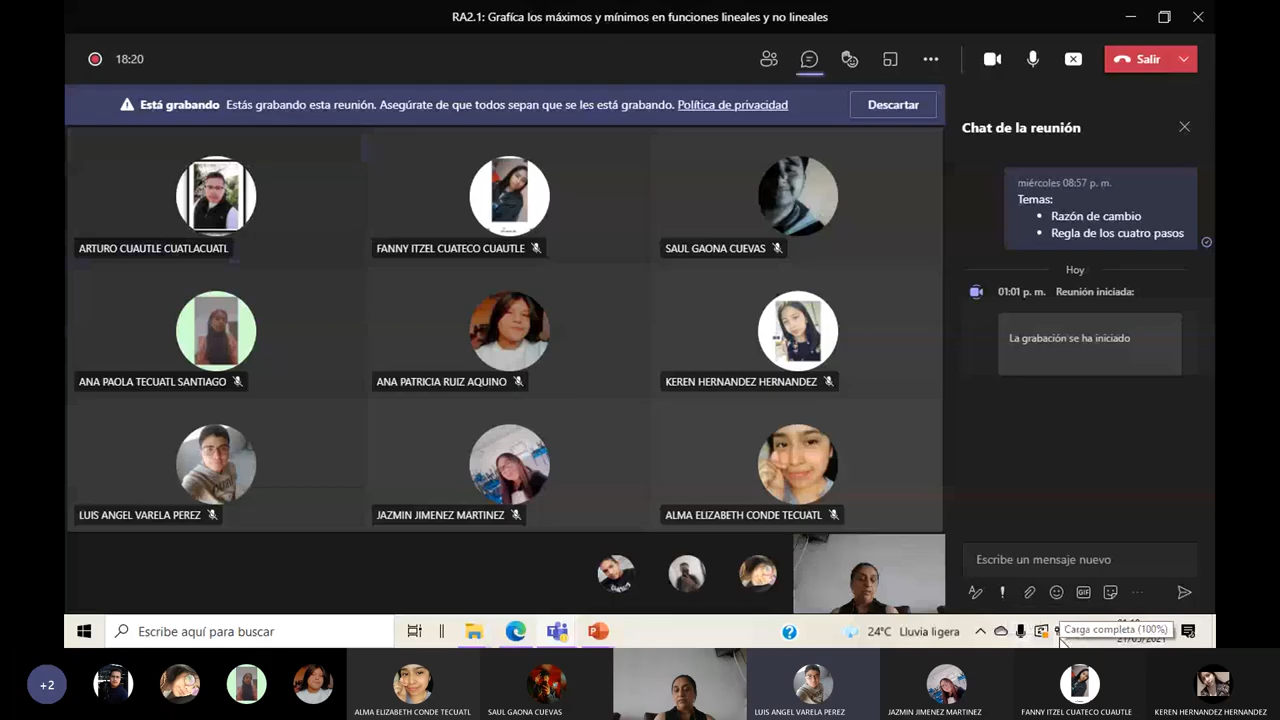 RA2.1: Grafíca los máximos y mínimos en funciones lineales y no lineales
18:20
Salir
Está grabando Estás grabando esta reunión. Asegúrate de que todos sepan que se les está grabando. Política de privacidad
Descartar
Chat de la reunión
miércoles 08:57 p. m.
Temas:
• Razón de cambio
• Regla de los cuatro pasos
Hoy
01:01 p. m. Reunión iniciada:
La grabación se ha iniciado
ARTURO CUAUTLE CUATLACUATL
FANNY ITZEL CUATECO CUAUTLE
SAUL GAONA CUEVAS
ANA PAOLA TECUATL SANTIAGO
ANA PATRICIA RUIZ AQUINO
KEREN HERNANDEZ HERNANDEZ
LUIS ANGEL VARELA PEREZ
JAZMIN JIMENEZ MARTINEZ
ALMA ELIZABETH CONDE TECUATL
Escribe un mensaje nuevo
GIF
Escribe aquí para buscar
24°C Lluvia ligera
Carga completa (100%)
+2
ALMA ELIZABETH CONDE TECUATL
SAUL GAONA CUEVAS
LUIS ANGEL VARELA PEREZ
JAZMIN JIMENEZ MARTINEZ
FANNY ITZEL CUATECO CUAUTLE
KEREN HERNANDEZ HERNANDEZ